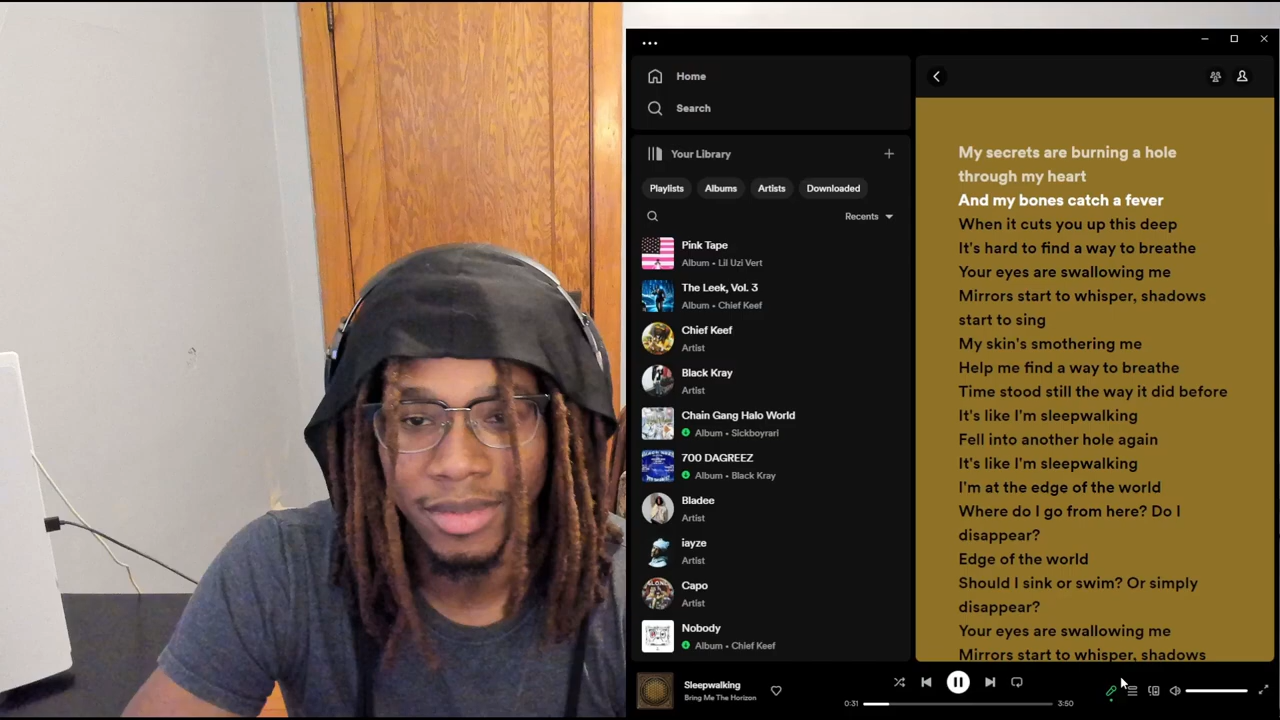 Home
Search
Your Library
Playlists
Albums
Artists
Downloaded
Recents
Pink Tape
Album • Lil Uzi Vert
The Leek, Vol. 3
Album • Chief Keef
Chief Keef
Artist
Black Kray
Artist
Chain Gang Halo World
Album • Sickboyrari
700 DAGREEZ
Album • Black Kray
Bladee
Artist
iayze
Artist
Capo
Artist
Nobody
Album • Chief Keef
My secrets are burning a hole
through my heart
And my bones catch a fever
When it cuts you up this deep
It's hard to find a way to breathe
Your eyes are swallowing me
Mirrors start to whisper, shadows
start to sing
My skin's smothering me
Help me find a way to breathe
Time stood still the way it did before
It's like I'm sleepwalking
Fell into another hole again
It's like I'm sleepwalking
I'm at the edge of the world
Where do I go from here? Do I
disappear?
Edge of the world
Should I sink or swim? Or simply
disappear?
Your eyes are swallowing me
Mirrors start to whisper, shadows
Sleepwalking
Bring Me The Horizon
0:31
3:50